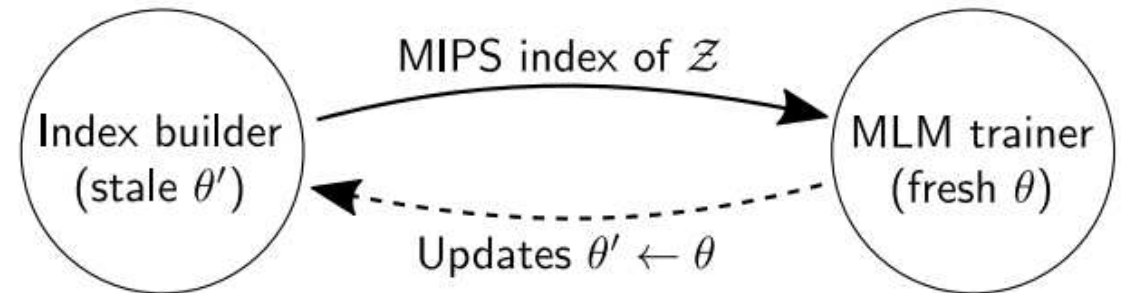 MIPS index of 𝒵
Index builder
(stale θ′)
MLM trainer
(fresh θ)
Updates θ′ ← θ